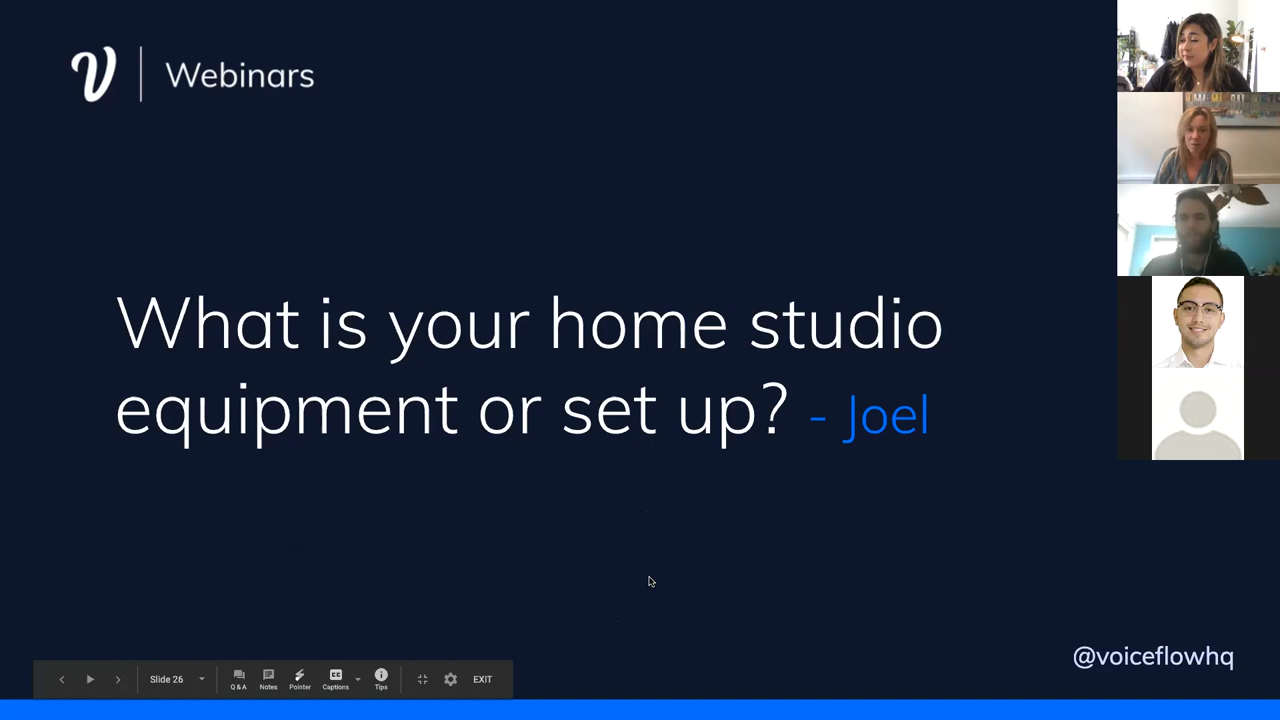 V
Webinars
What is your home studio
equipment or set up? - Joel
@voiceflowhq
Slide 26
Q & A
Notes
Pointer
CC
Captions
Tips
EXIT